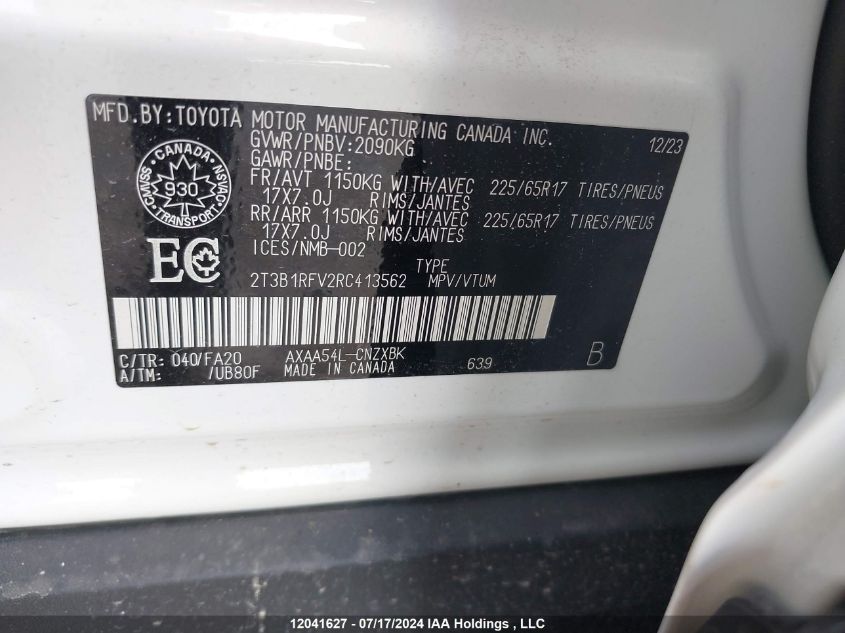 MFD.BY:TOYOTA MOTOR MANUFACTURING CANADA INC. 12/23
GVWR/PNBV:2090KG
GAWR/PNBE:
FR/AVT 1150KG WITH/AVEC 225/65R17 TIRES/PNEUS
17X7.0J RIMS/JANTES
RR/ARR 1150KG WITH/AVEC 225/65R17 TIRES/PNEUS
17X7.0J RIMS/JANTES
ICES/NMB-002
CANADA
CMVSS 930 NSVAC
TRANSPORT
EC
TYPE
2T3B1RFV2RC413562 MPV/VTUM
C/TR: 040/FA20 AXAA54L-CNZXBK 639 B
A/TM: /UB80F MADE IN CANADA
12041627 - 07/17/2024 IAA Holdings , LLC